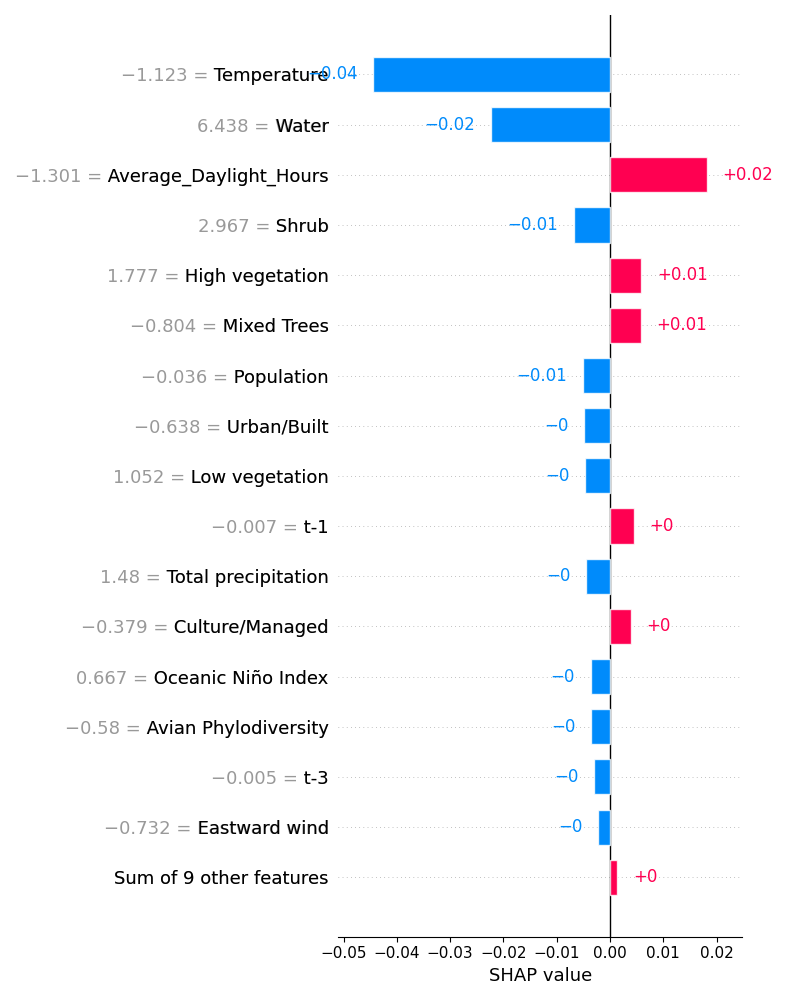 −1.123 = Temperature −0.04
6.438 = Water −0.02
−1.301 = Average_Daylight_Hours +0.02
2.967 = Shrub −0.01
1.777 = High vegetation +0.01
−0.804 = Mixed Trees +0.01
−0.036 = Population −0.01
−0.638 = Urban/Built −0
1.052 = Low vegetation −0
−0.007 = t-1 +0
1.48 = Total precipitation −0
−0.379 = Culture/Managed +0
0.667 = Oceanic Niño Index −0
−0.58 = Avian Phylodiversity −0
−0.005 = t-3 −0
−0.732 = Eastward wind −0
Sum of 9 other features +0
−0.05 −0.04 −0.03 −0.02 −0.01 0.00 0.01 0.02
SHAP value